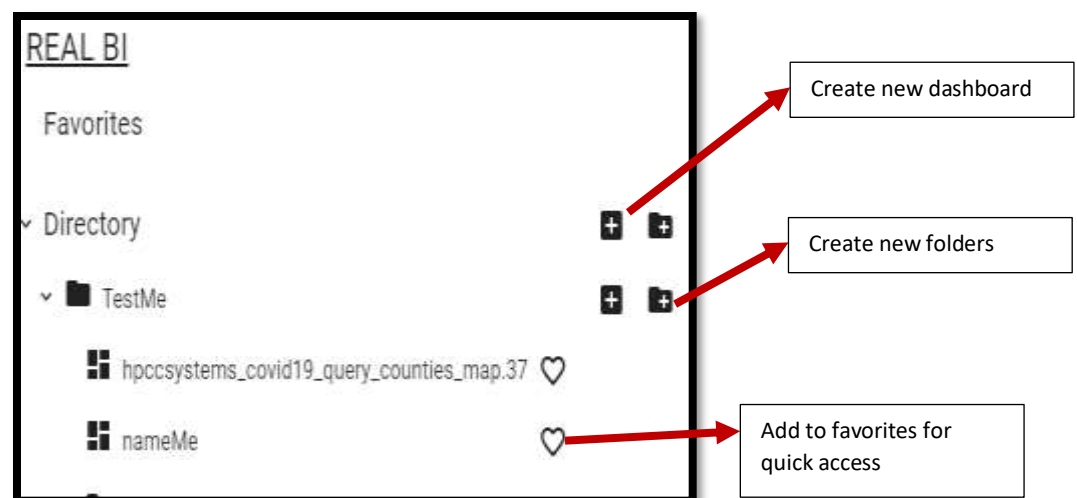 REAL BI
Create new dashboard
Favorites
Directory
Create new folders
TestMe
hpccsystems_covid19_query_counties_map.37
nameMe
Add to favorites for
quick access